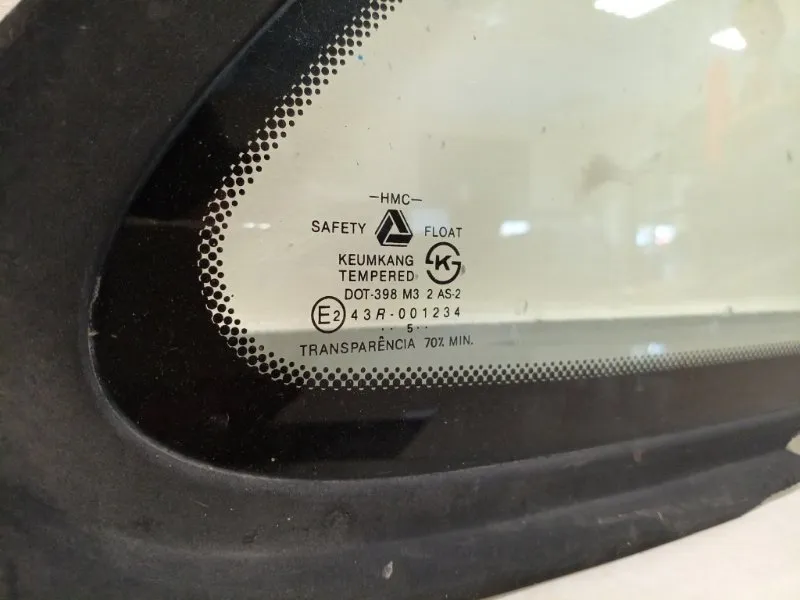 HMC
SAFETY FLOAT
KEUMKANG
TEMPERED
K S
DOT-398 M3 2 AS-2
E2 43R-001234
·· 5 ··
TRANSPARÊNCIA 70% MIN.